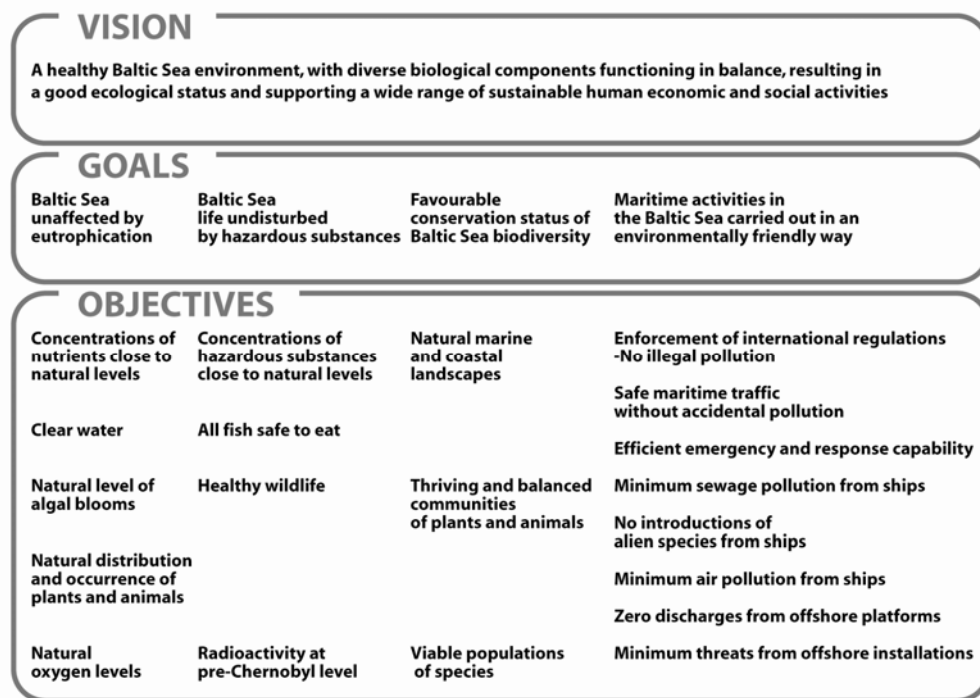 VISION
A healthy Baltic Sea environment, with diverse biological components functioning in balance, resulting in
a good ecological status and supporting a wide range of sustainable human economic and social activities
GOALS
Baltic Sea
unaffected by
eutrophication
Baltic Sea
life undisturbed
by hazardous substances
Favourable
conservation status of
Baltic Sea biodiversity
Maritime activities in
the Baltic Sea carried out in an
environmentally friendly way
OBJECTIVES
Concentrations of
nutrients close to
natural levels
Clear water
Natural level of
algal blooms
Natural distribution
and occurrence of
plants and animals
Natural
oxygen levels
Concentrations of
hazardous substances
close to natural levels
All fish safe to eat
Healthy wildlife
Radioactivity at
pre-Chernobyl level
Natural marine
and coastal
landscapes
Thriving and balanced
communities
of plants and animals
Viable populations
of species
Enforcement of international regulations
-No illegal pollution
Safe maritime traffic
without accidental pollution
Efficient emergency and response capability
Minimum sewage pollution from ships
No introductions of
alien species from ships
Minimum air pollution from ships
Zero discharges from offshore platforms
Minimum threats from offshore installations